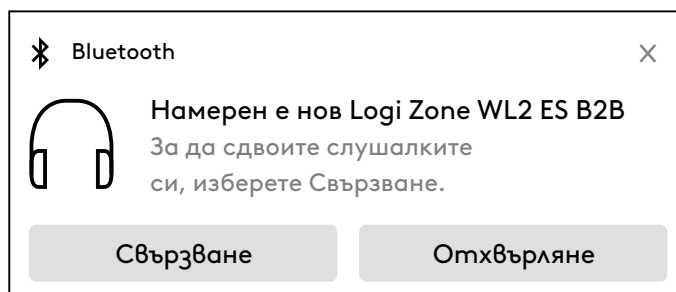 Bluetooth
Намерен е нов Logi Zone WL2 ES B2B
За да сдвоите слушалките
си, изберете Свързване.
Свързване
Отхвърляне